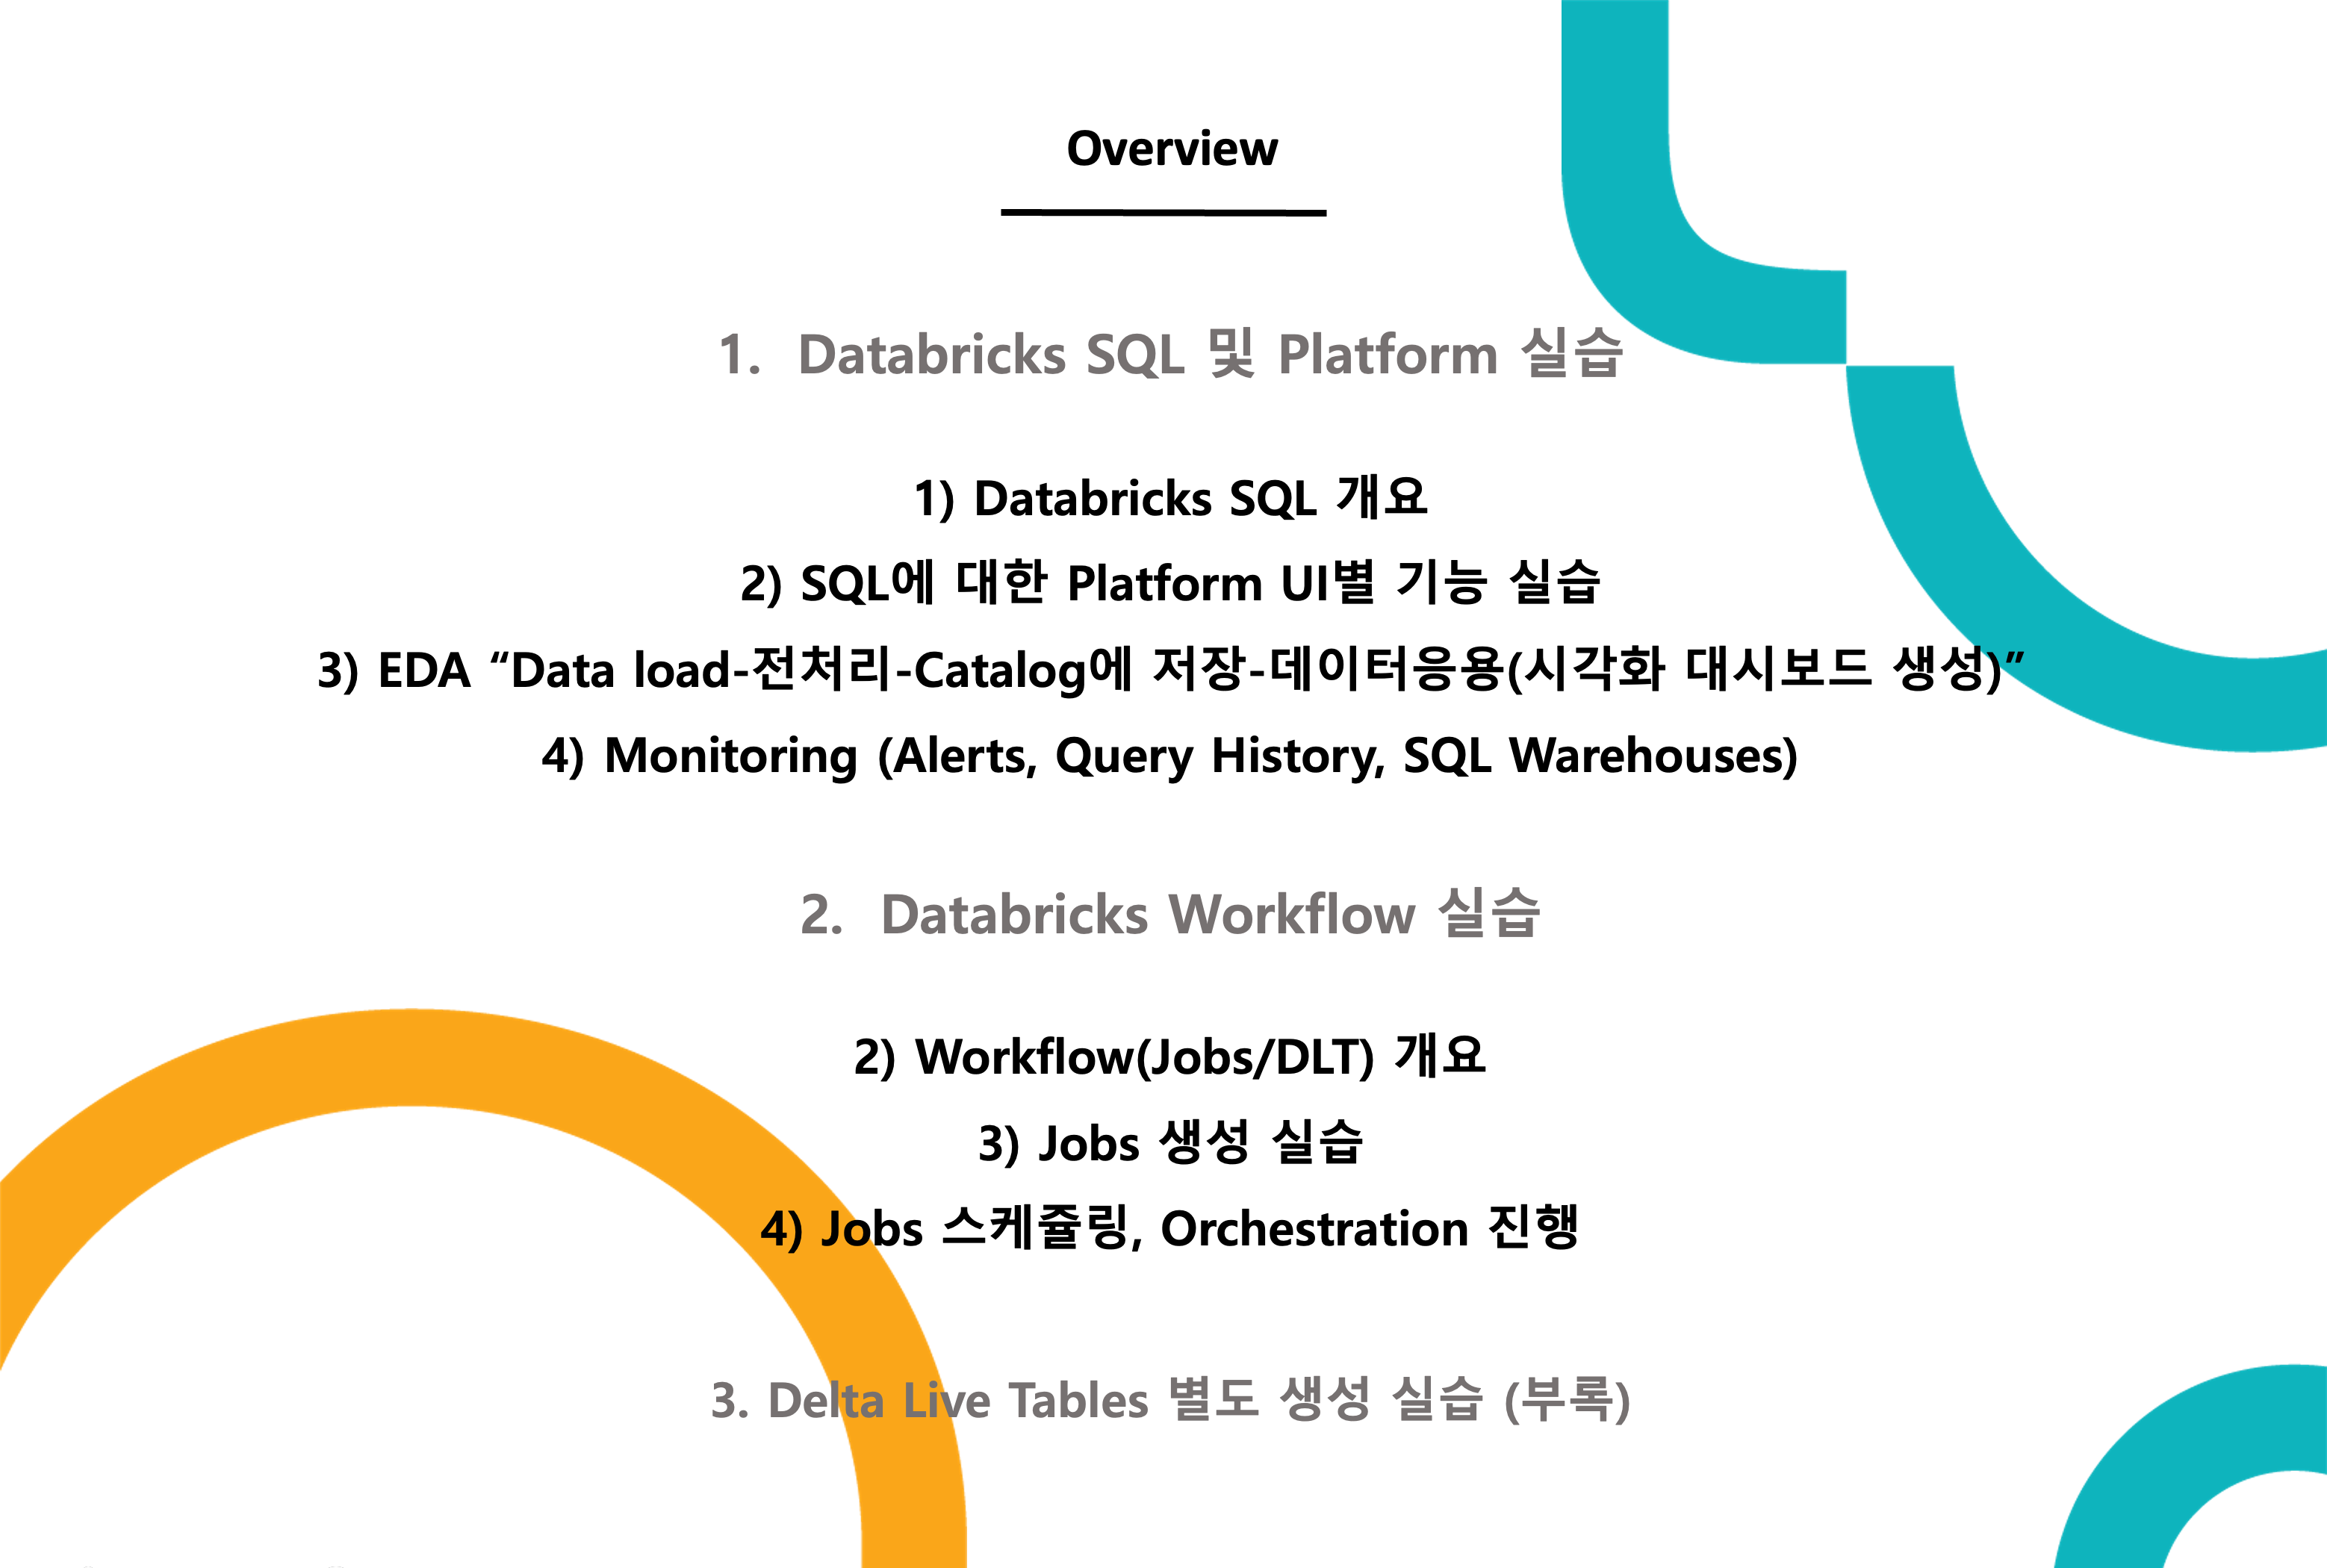 Overview
1. Databricks SQL 및 Platform 실습
1) Databricks SQL 개요
2) SQL에 대한 Platform UI별 기능 실습
3) EDA “Data load-전처리-Catalog에 저장-데이터응용(시각화 대시보드 생성)”
4) Monitoring (Alerts, Query History, SQL Warehouses)
2. Databricks Workflow 실습
2) Workflow(Jobs/DLT) 개요
3) Jobs 생성 실습
4) Jobs 스케줄링, Orchestration 진행
3. Delta Live Tables 별도 생성 실습 (부록)